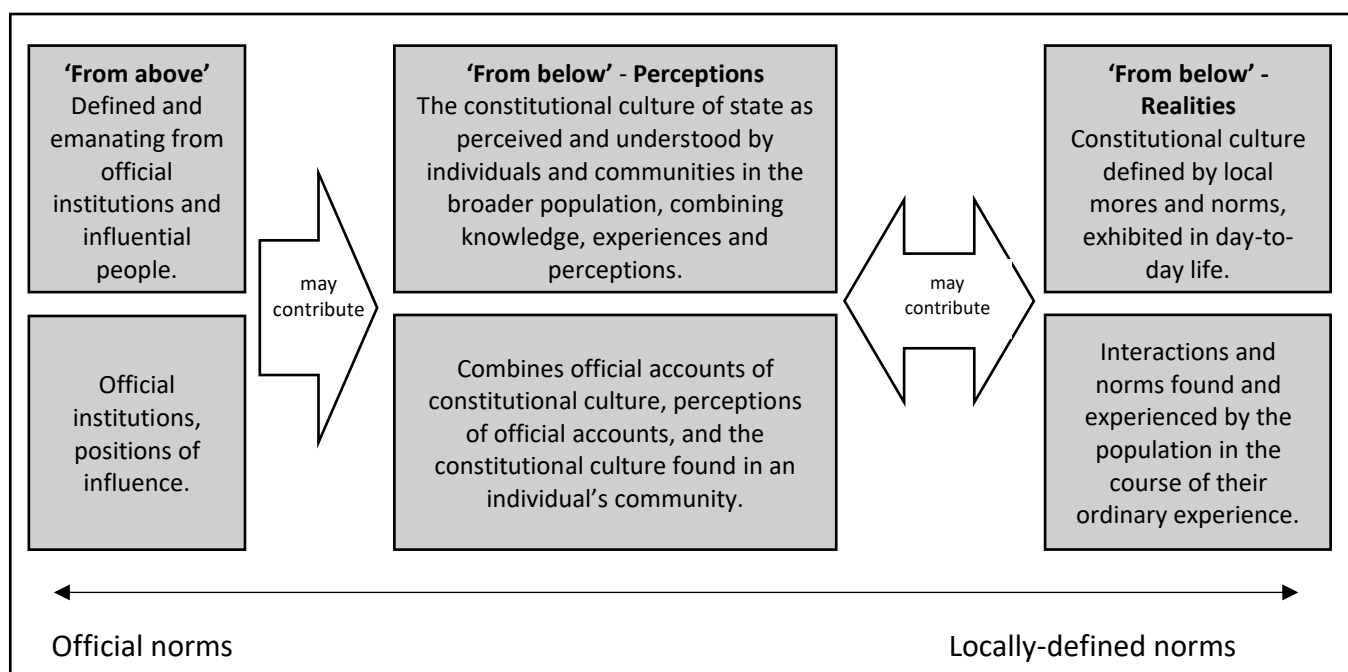 ‘From above’
Defined and
emanating from
official
institutions and
influential
people.
Official
institutions,
positions of
influence.
may
contribute
‘From below’ - Perceptions
The constitutional culture of state as
perceived and understood by
individuals and communities in the
broader population, combining
knowledge, experiences and
perceptions.
Combines official accounts of
constitutional culture, perceptions
of official accounts, and the
constitutional culture found in an
individual’s community.
may
contribute
‘From below’ -
Realities
Constitutional culture
defined by local
mores and norms,
exhibited in day-to-
day life.
Interactions and
norms found and
experienced by the
population in the
course of their
ordinary experience.
Official norms
Locally-defined norms